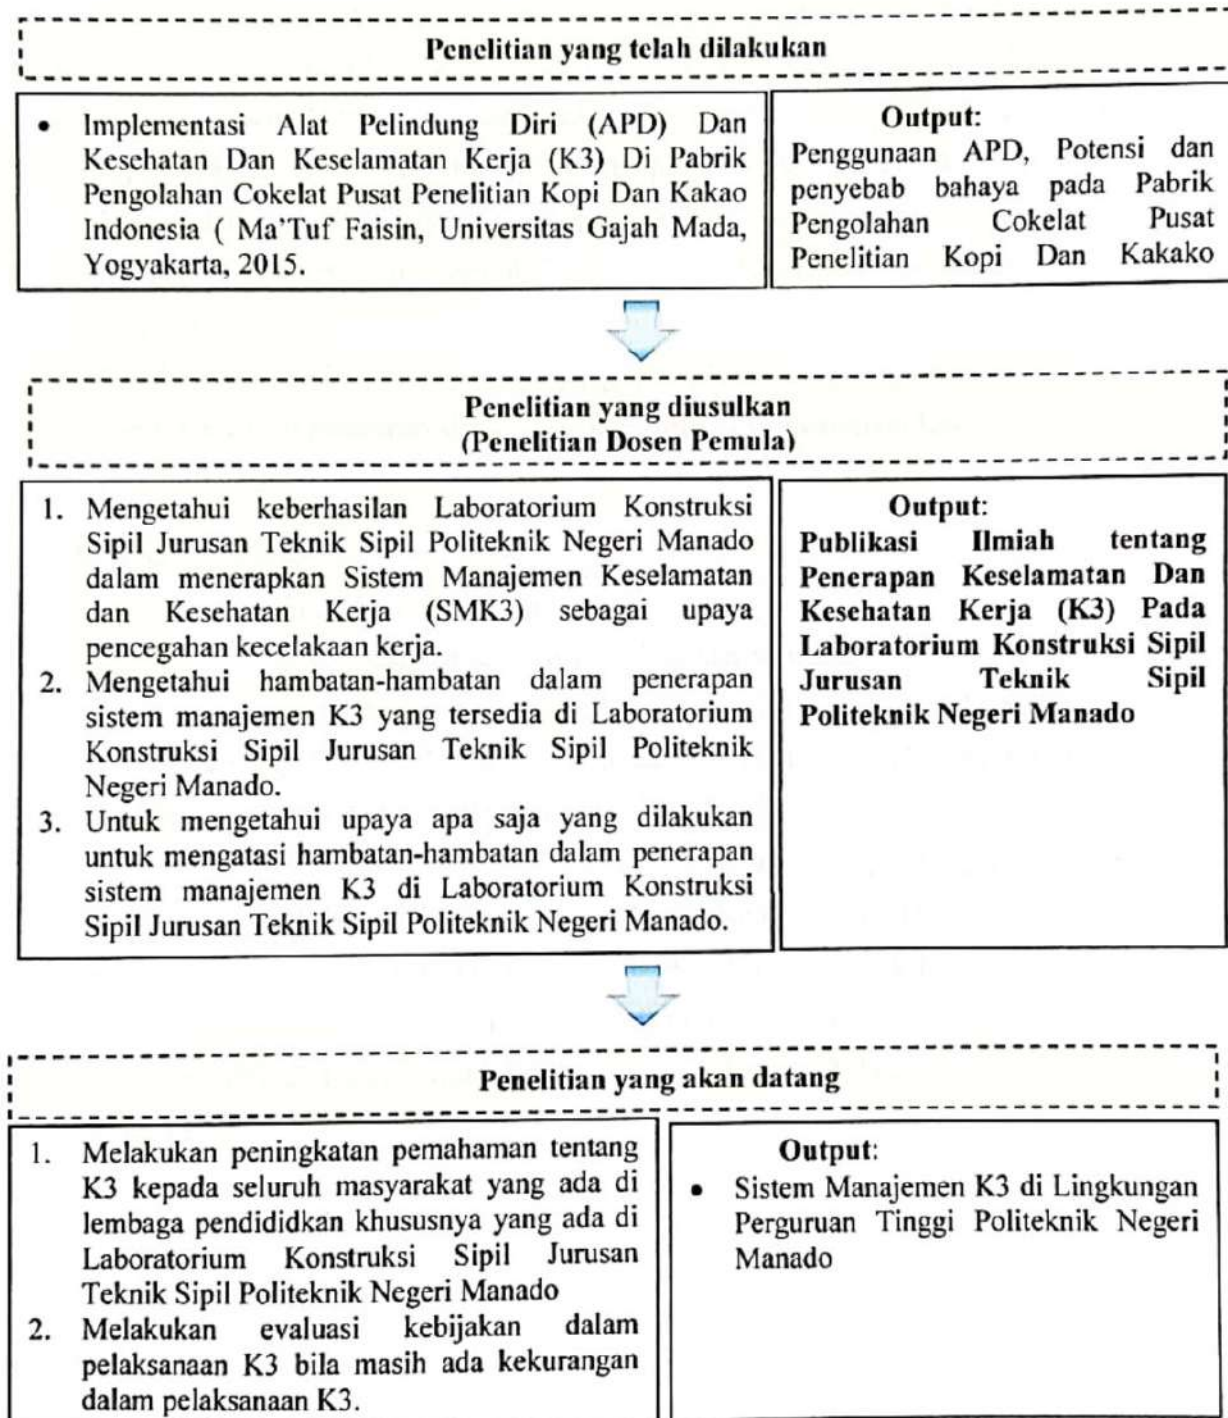 Penelitian yang telah dilakukan
• Implementasi Alat Pelindung Diri (APD) Dan
Kesehatan Dan Keselamatan Kerja (K3) Di Pabrik
Pengolahan Cokelat Pusat Penelitian Kopi Dan Kakao
Indonesia ( Ma'Tuf Faisin, Universitas Gajah Mada,
Yogyakarta, 2015.
Output:
Penggunaan APD, Potensi dan
penyebab bahaya pada Pabrik
Pengolahan Cokelat Pusat
Penelitian Kopi Dan Kakako
Penelitian yang diusulkan
(Penelitian Dosen Pemula)
1. Mengetahui keberhasilan Laboratorium Konstruksi
Sipil Jurusan Teknik Sipil Politeknik Negeri Manado
dalam menerapkan Sistem Manajemen Keselamatan
dan Kesehatan Kerja (SMK3) sebagai upaya
pencegahan kecelakaan kerja.
2. Mengetahui hambatan-hambatan dalam penerapan
sistem manajemen K3 yang tersedia di Laboratorium
Konstruksi Sipil Jurusan Teknik Sipil Politeknik
Negeri Manado.
3. Untuk mengetahui upaya apa saja yang dilakukan
untuk mengatasi hambatan-hambatan dalam penerapan
sistem manajemen K3 di Laboratorium Konstruksi
Sipil Jurusan Teknik Sipil Politeknik Negeri Manado.
Output:
Publikasi Ilmiah tentang
Penerapan Keselamatan Dan
Kesehatan Kerja (K3) Pada
Laboratorium Konstruksi Sipil
Jurusan Teknik Sipil
Politeknik Negeri Manado
Penelitian yang akan datang
1. Melakukan peningkatan pemahaman tentang
K3 kepada seluruh masyarakat yang ada di
lembaga pendididkan khususnya yang ada di
Laboratorium Konstruksi Sipil Jurusan
Teknik Sipil Politeknik Negeri Manado
2. Melakukan evaluasi kebijakan dalam
pelaksanaan K3 bila masih ada kekurangan
dalam pelaksanaan K3.
Output:
• Sistem Manajemen K3 di Lingkungan
Perguruan Tinggi Politeknik Negeri
Manado